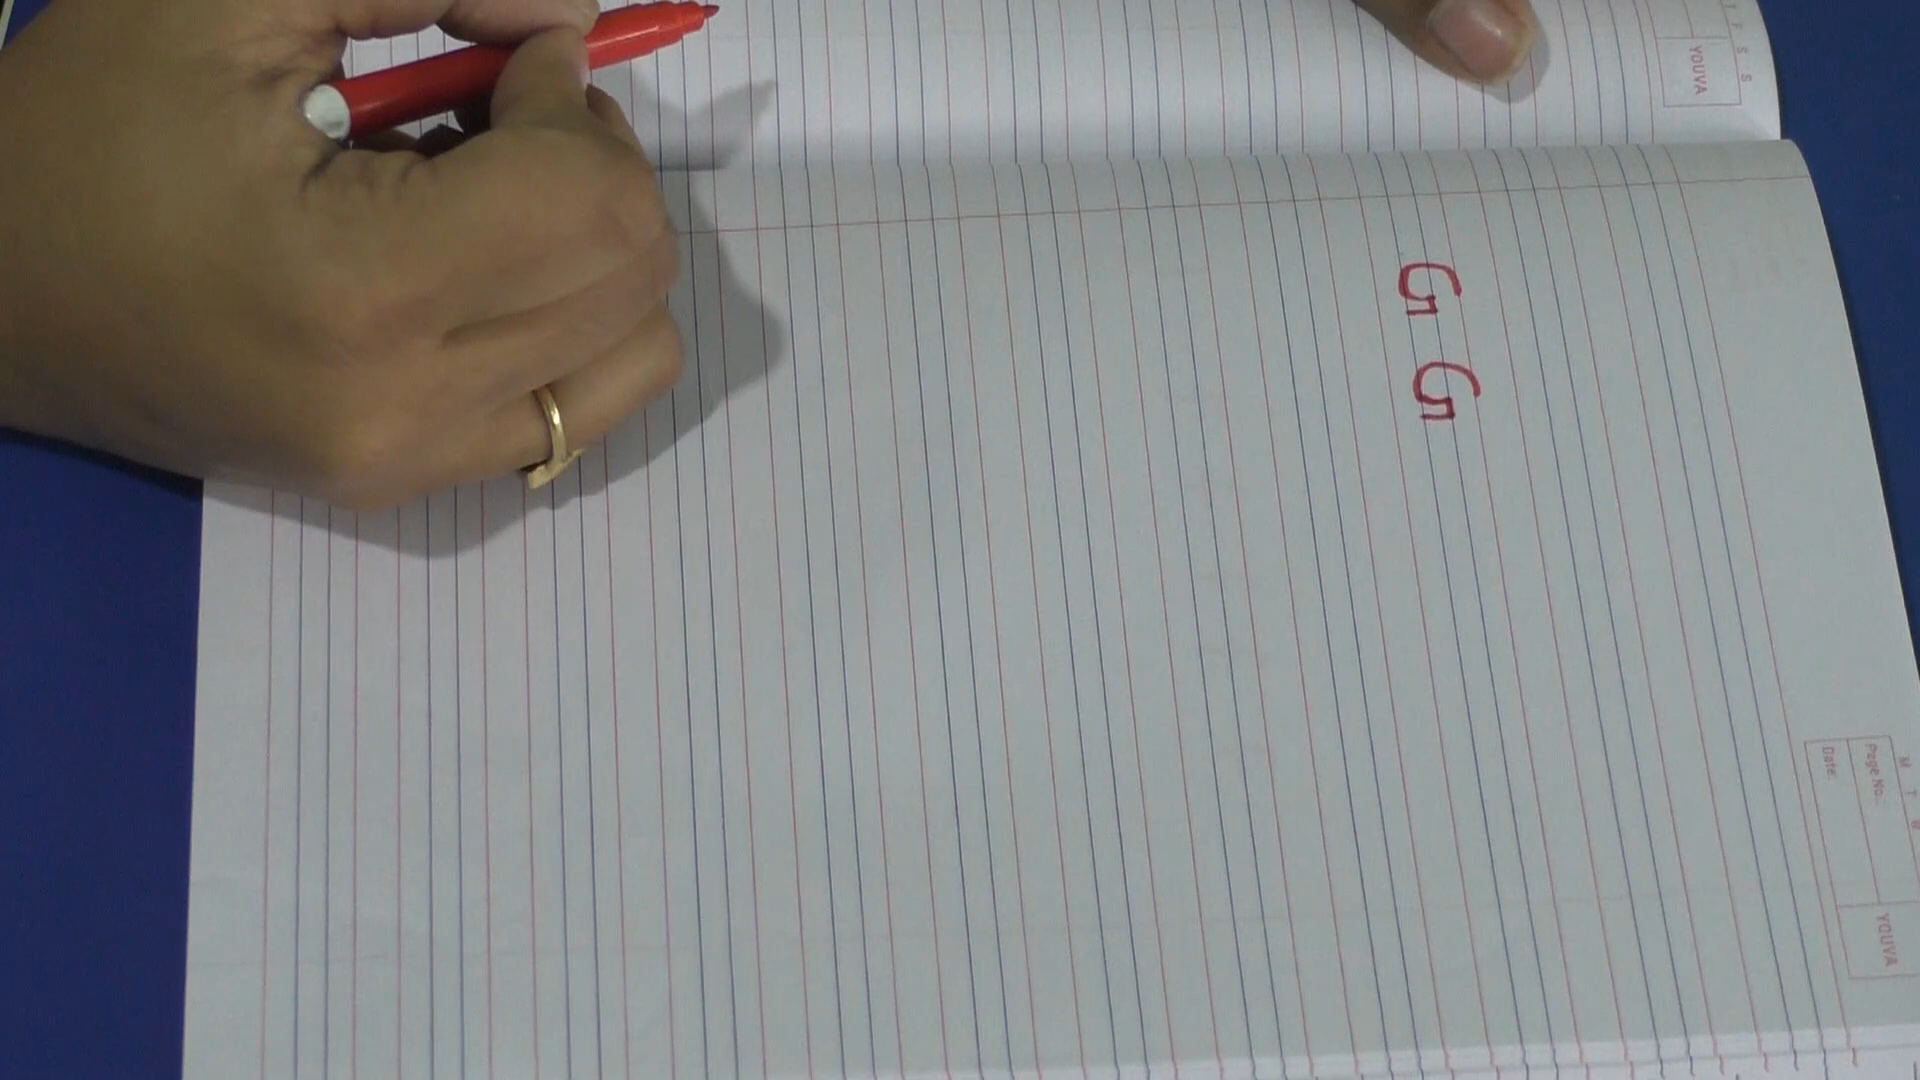 F S S
YOUVA
M T W
Page No.:
Date:
YOUVA
G G